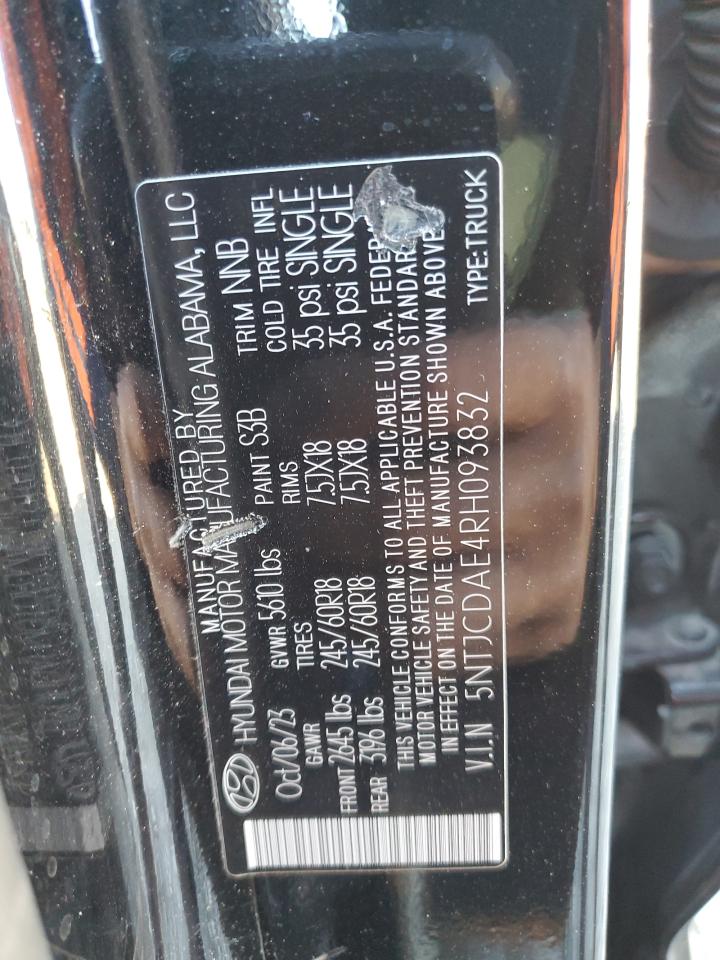 MANUFACTURED BY
HYUNDAI MOTOR MANUFACTURING ALABAMA, LLC
Oct/06/23 GVWR 5610 lbs PAINT S3B TRIM NNB
GAWR TIRES RIMS COLD TIRE INFL
FRONT 2645 lbs 245/60R18 7.5JX18 35 psi SINGLE
REAR 3196 lbs 245/60R18 7.5JX18 35 psi SINGLE
THIS VEHICLE CONFORMS TO ALL APPLICABLE U.S.A. FEDER
MOTOR VEHICLE SAFETY AND THEFT PREVENTION STANDAR
IN EFFECT ON THE DATE OF MANUFACTURE SHOWN ABOVE
V.I.N 5NTJCDAE4RH093832 TYPE:TRUCK